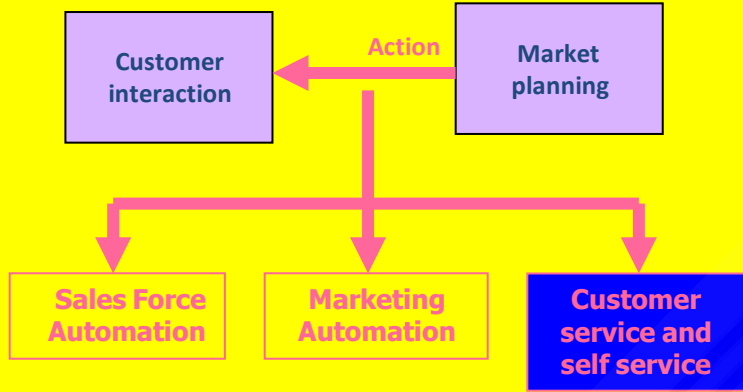 Customer
interaction
Action
Market
planning
Sales Force
Automation
Marketing
Automation
Customer
service and
self service